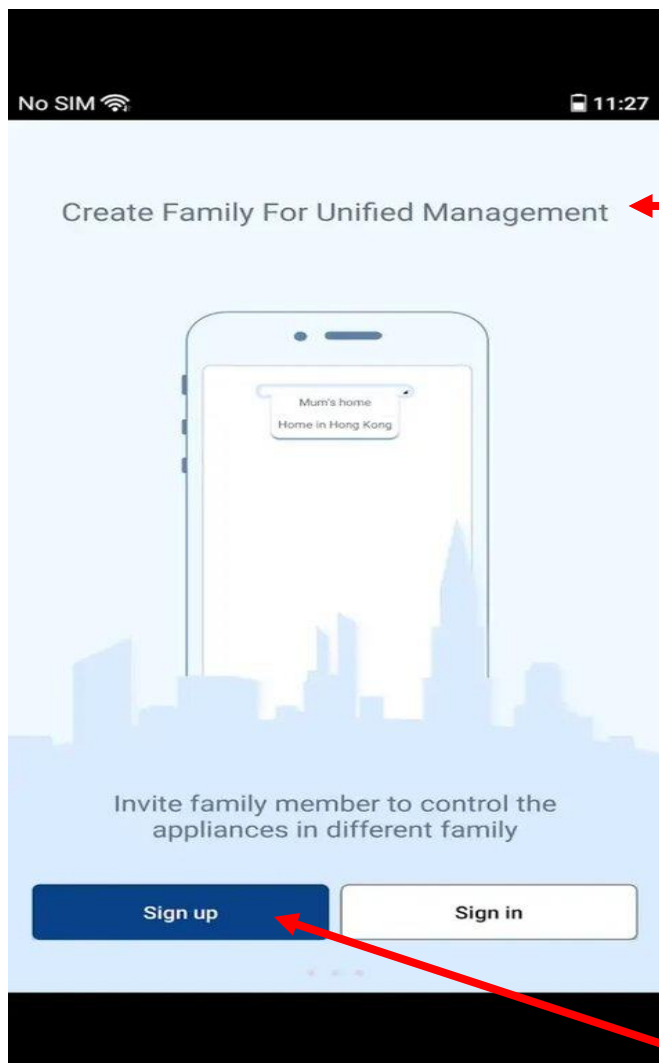 No SIM 11:27
Create Family For Unified Management
Mum's home
Home in Hong Kong
Invite family member to control the
appliances in different family
Sign up Sign in